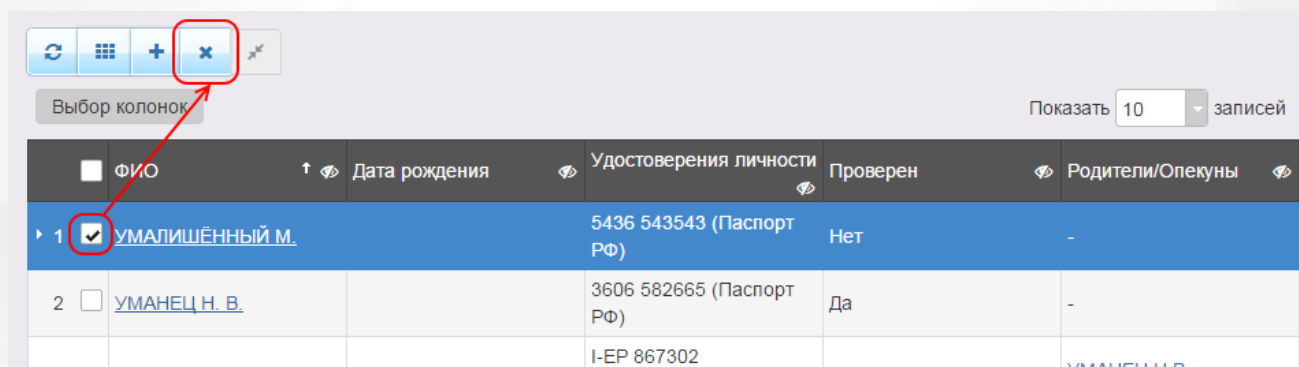 Выбор колонок
Показать 10 записей
ФИО Дата рождения Удостоверения личности Проверен Родители/Опекуны
1 УМАЛИШЁННЫЙ М. 5436 543543 (Паспорт РФ) Нет -
2 УМАНЕЦ Н. В. 3606 582665 (Паспорт РФ) Да -
I-ЕР 867302
УМАНЕЦ Н.В.